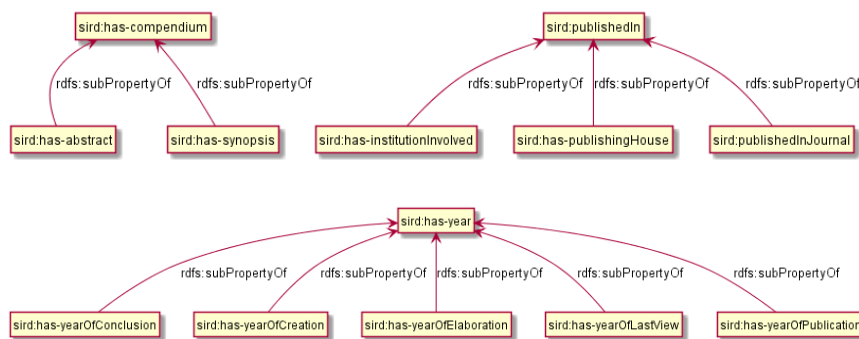 sird:has-compendium
sird:publishedIn
rdfs:subPropertyOf
rdfs:subPropertyOf
rdfs:subPropertyOf
rdfs:subPropertyOf
rdfs:subPropertyOf
sird:has-abstract
sird:has-synopsis
sird:has-institutionInvolved
sird:has-publishingHouse
sird:publishedInJournal
sird:has-year
rdfs:subPropertyOf
rdfs:subPropertyOf
rdfs:subPropertyOf
rdfs:subPropertyOf
rdfs:subPropertyOf
sird:has-yearOfConclusion
sird:has-yearOfCreation
sird:has-yearOfElaboration
sird:has-yearOfLastView
sird:has-yearOfPublication